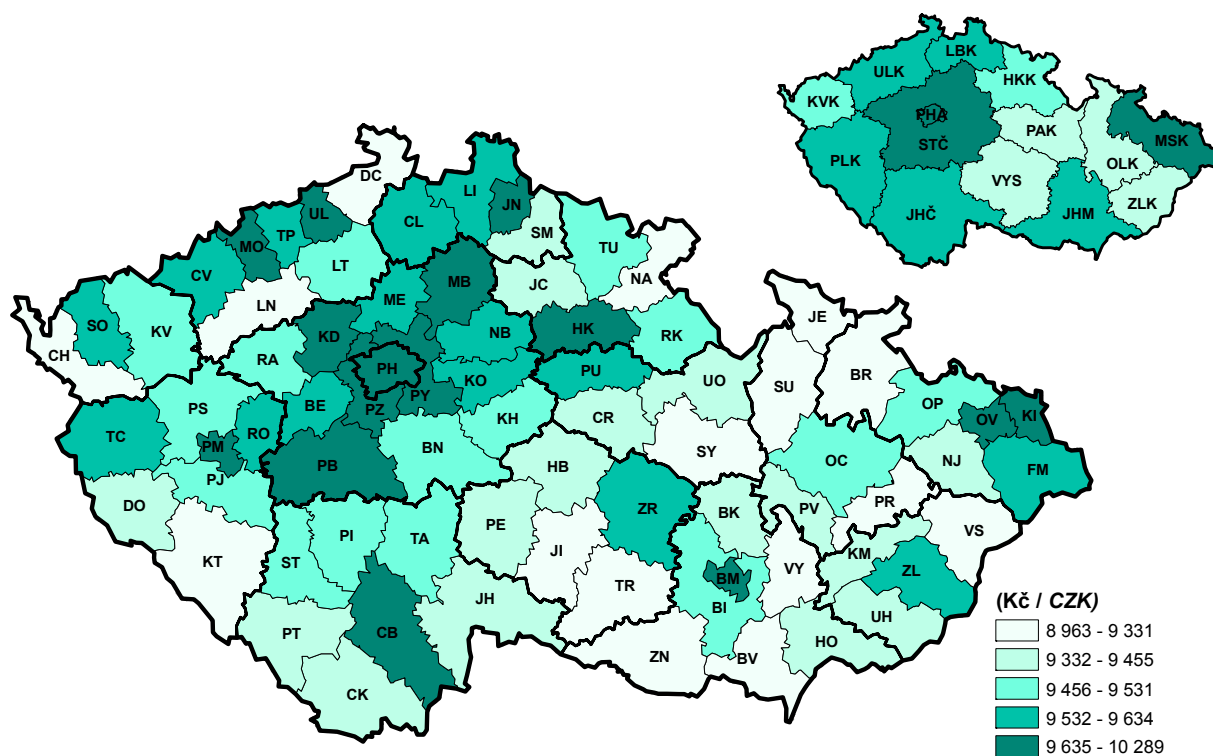 LBK
ULK
HKK
KVK
PHA
PAK
MSK
STČ
PLK
OLK
VYS
ZLK
JHČ
JHM
DC
LI
JN
UL
CL
TP
SM
MO
TU
LT
CV
MB
JC
NA
ME
LN
SO
KV
NB
HK
KD
RK
JE
CH
RA
PH
PU
KO
UO
SU
BR
PY
BE
PZ
PS
CR
OP
OV
KI
TC
RO
PM
KH
BN
SY
OC
NJ
PB
HB
FM
PJ
DO
ZR
PR
PV
BK
PE
VS
PI
TA
JI
KM
KT
ST
ZL
BM
VY
TR
BI
JH
UH
PT
CB
HO
ZN
BV
CK
(Kč / CZK)
8 963 - 9 331
9 332 - 9 455
9 456 - 9 531
9 532 - 9 634
9 635 - 10 289